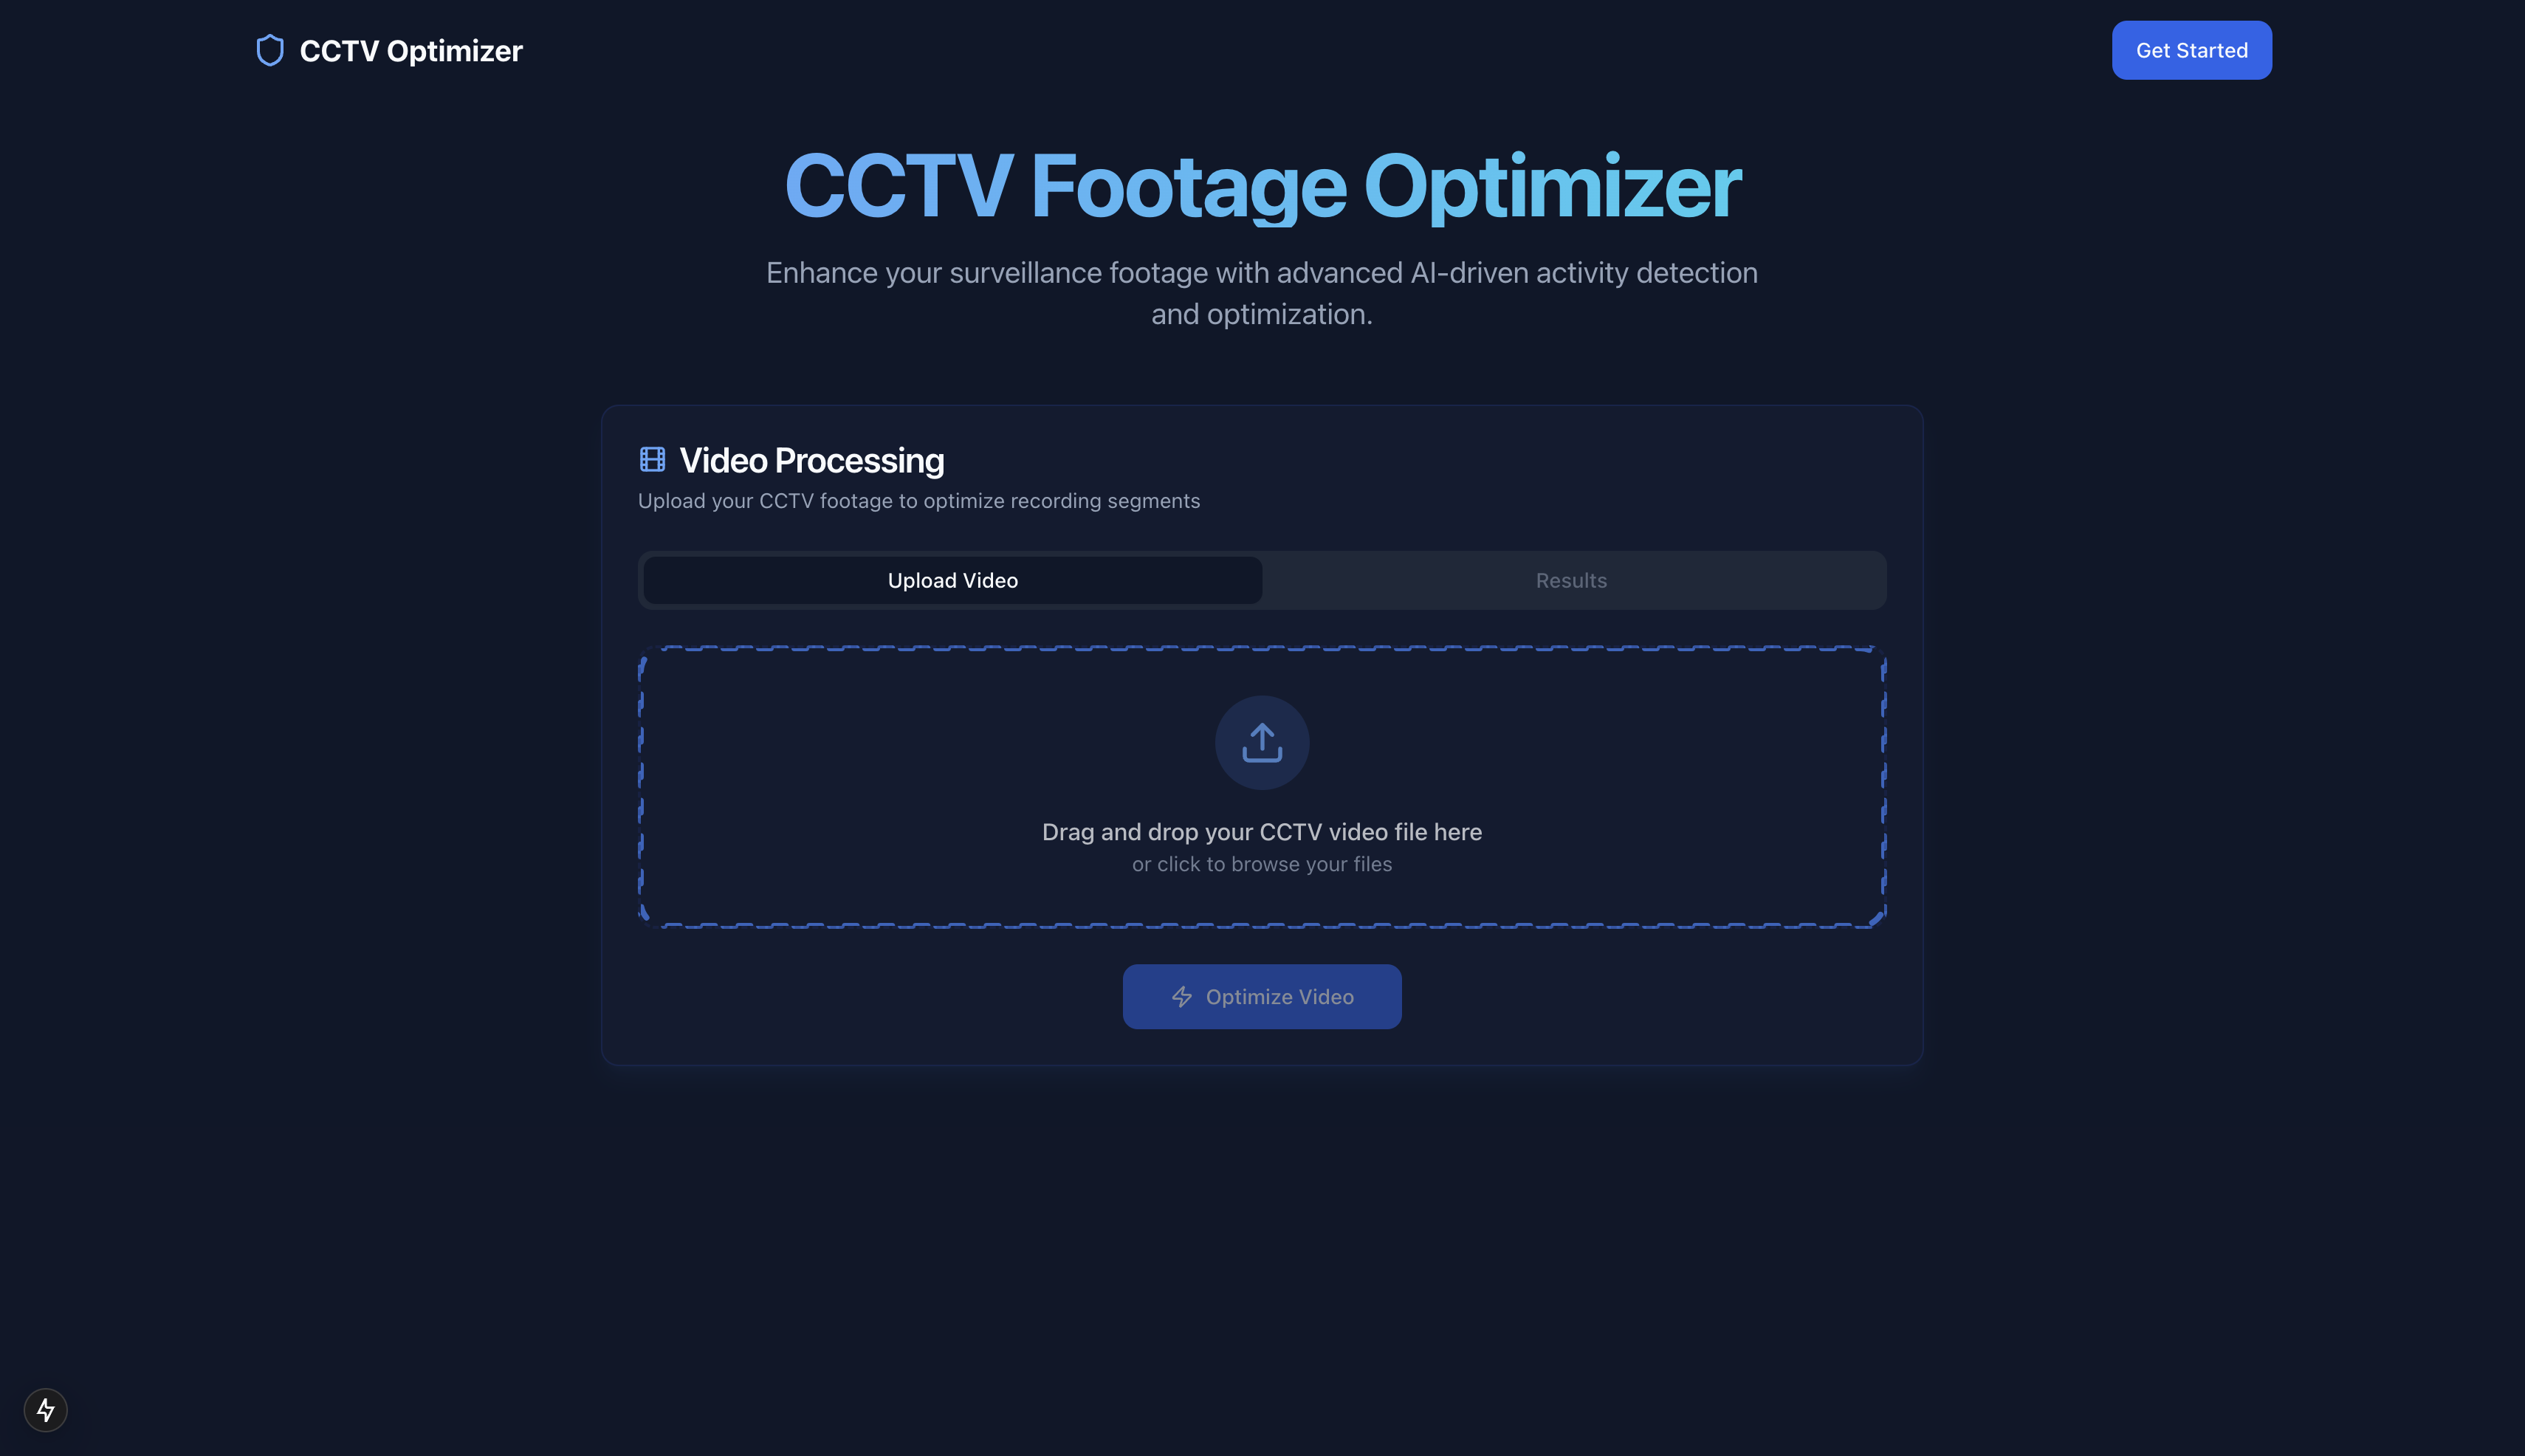 CCTV Optimizer
Get Started
CCTV Footage Optimizer
Enhance your surveillance footage with advanced AI-driven activity detection
and optimization.
Video Processing
Upload your CCTV footage to optimize recording segments
Upload Video
Results
Drag and drop your CCTV video file here
or click to browse your files
Optimize Video